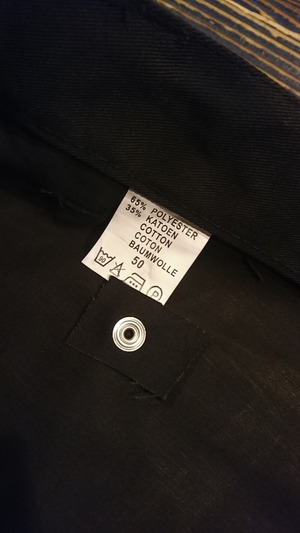 65% POLYESTER
35% KATOEN
COTTON
COTON
BAUMWOLLE
50
P